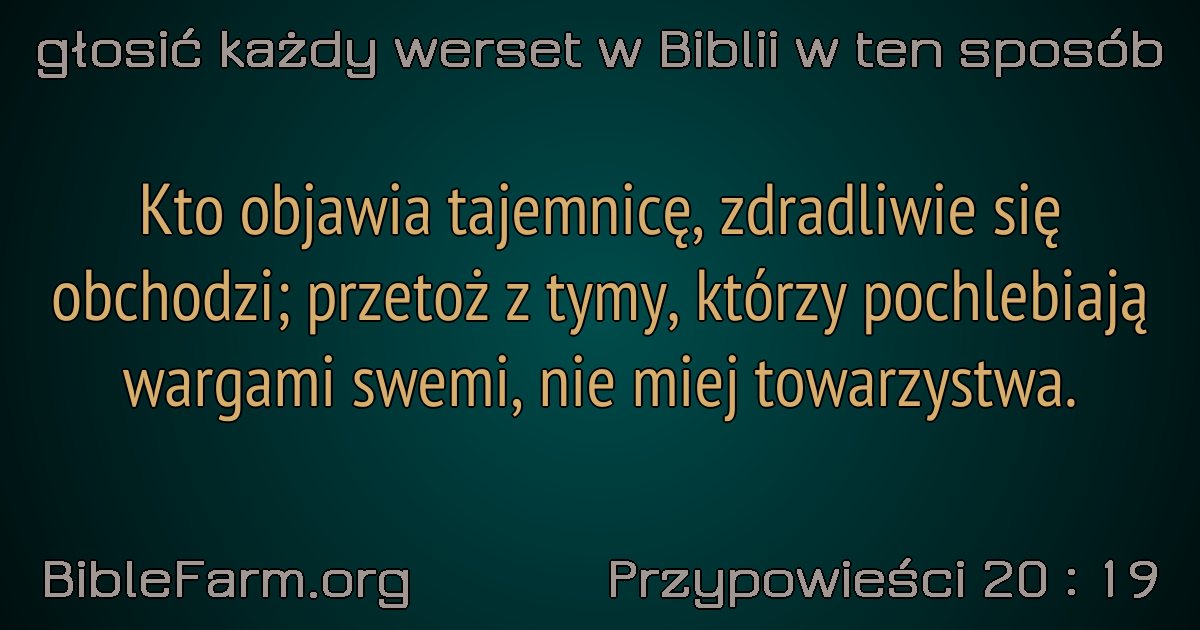 głosić każdy werset w Biblii w ten sposób
Kto objawia tajemnicę, zdradliwie się
obchodzi; przetoż z tymy, którzy pochlebiają
wargami swemi, nie miej towarzystwa.
BibleFarm.org
Przypowieści 20 : 19